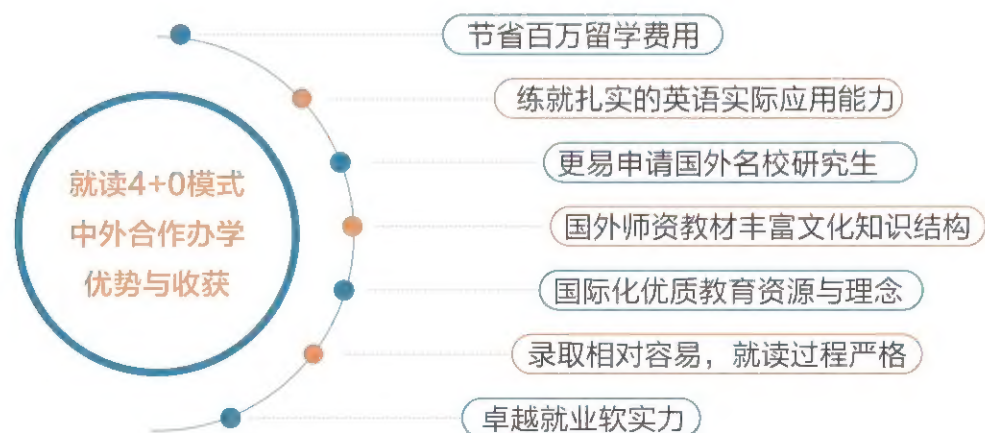 就读4+0模式
中外合作办学
优势与收获
节省百万留学费用
练就扎实的英语实际应用能力
更易申请国外名校研究生
国外师资教材丰富文化知识结构
国际化优质教育资源与理念
录取相对容易，就读过程严格
卓越就业软实力